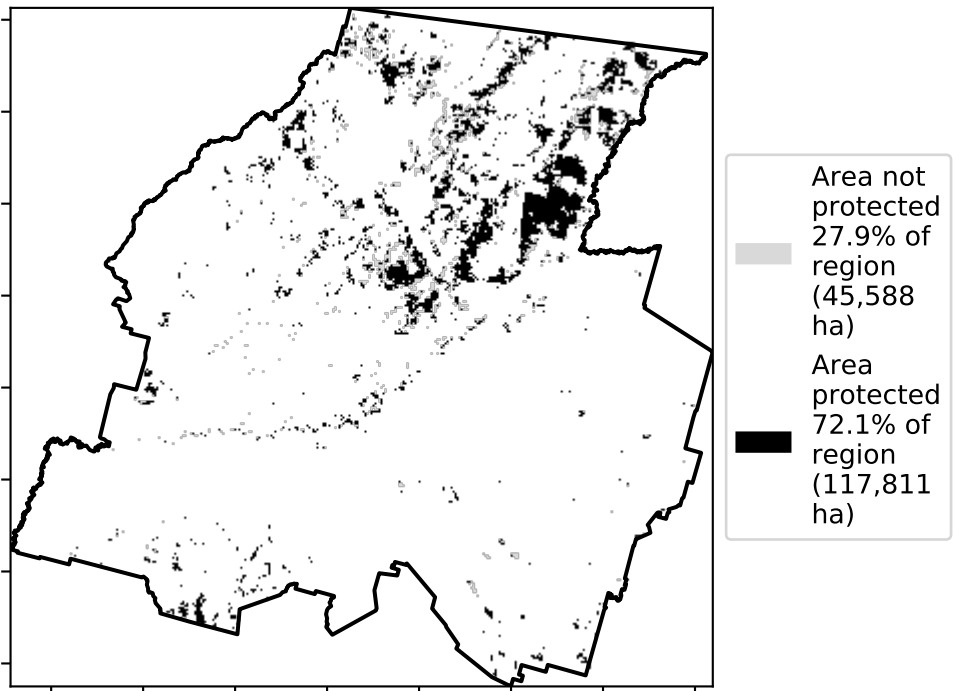 Area not
protected
27.9% of
region
(45,588
ha)
Area
protected
72.1% of
region
(117,811
ha)